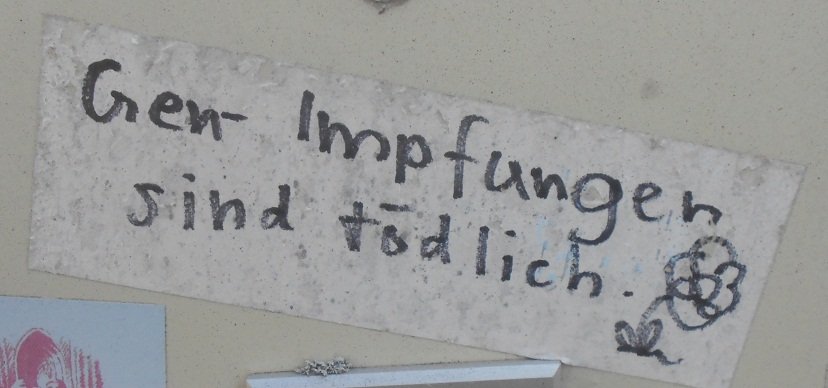 Gen- Impfungen
sind tödlich.